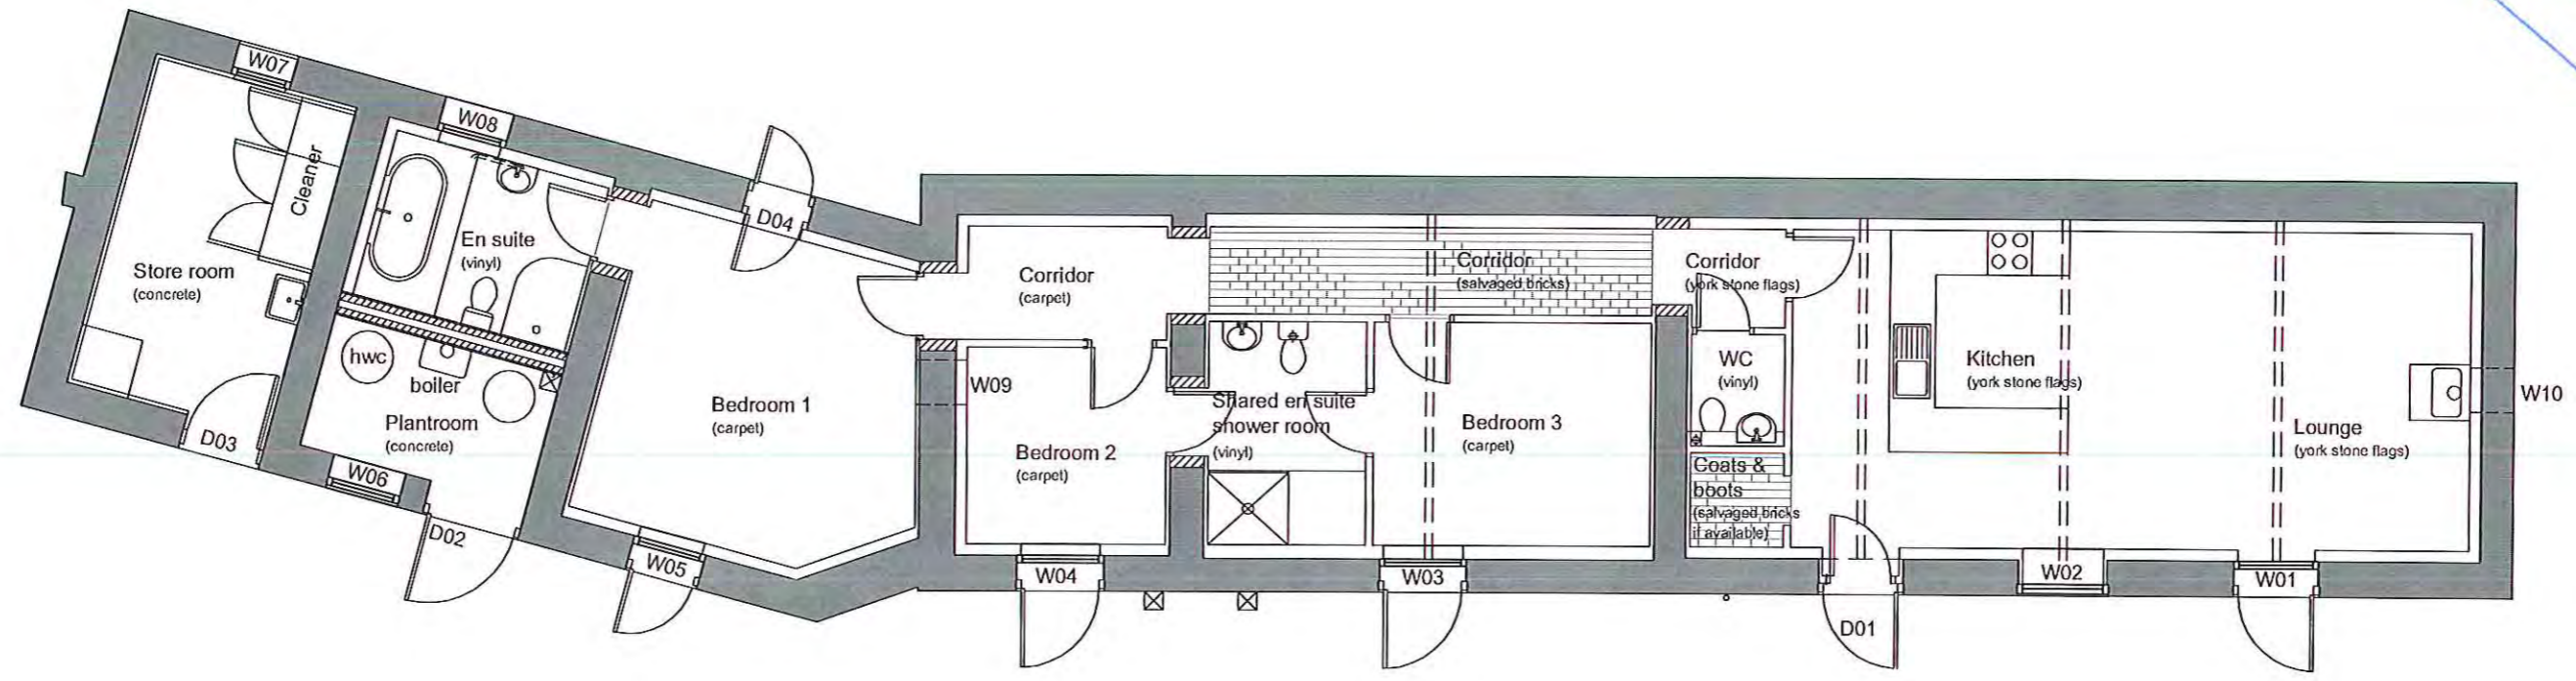 W07
Cleaner
Store room
(concrete)
D03
W08
En suite
(vinyl)
hwc
boiler
Plantroom
(concrete)
W06
D02
D04
Bedroom 1
(carpet)
W05
Corridor
(carpet)
W09
Bedroom 2
(carpet)
W04
Corridor
(salvaged bricks)
Shared en suite
shower room
(vinyl)
Bedroom 3
(carpet)
W03
Corridor
(york stone flags)
WC
(vinyl)
Coats &
boots
(salvaged bricks
if available)
D01
Kitchen
(york stone flags)
W02
Lounge
(york stone flags)
W01
W10